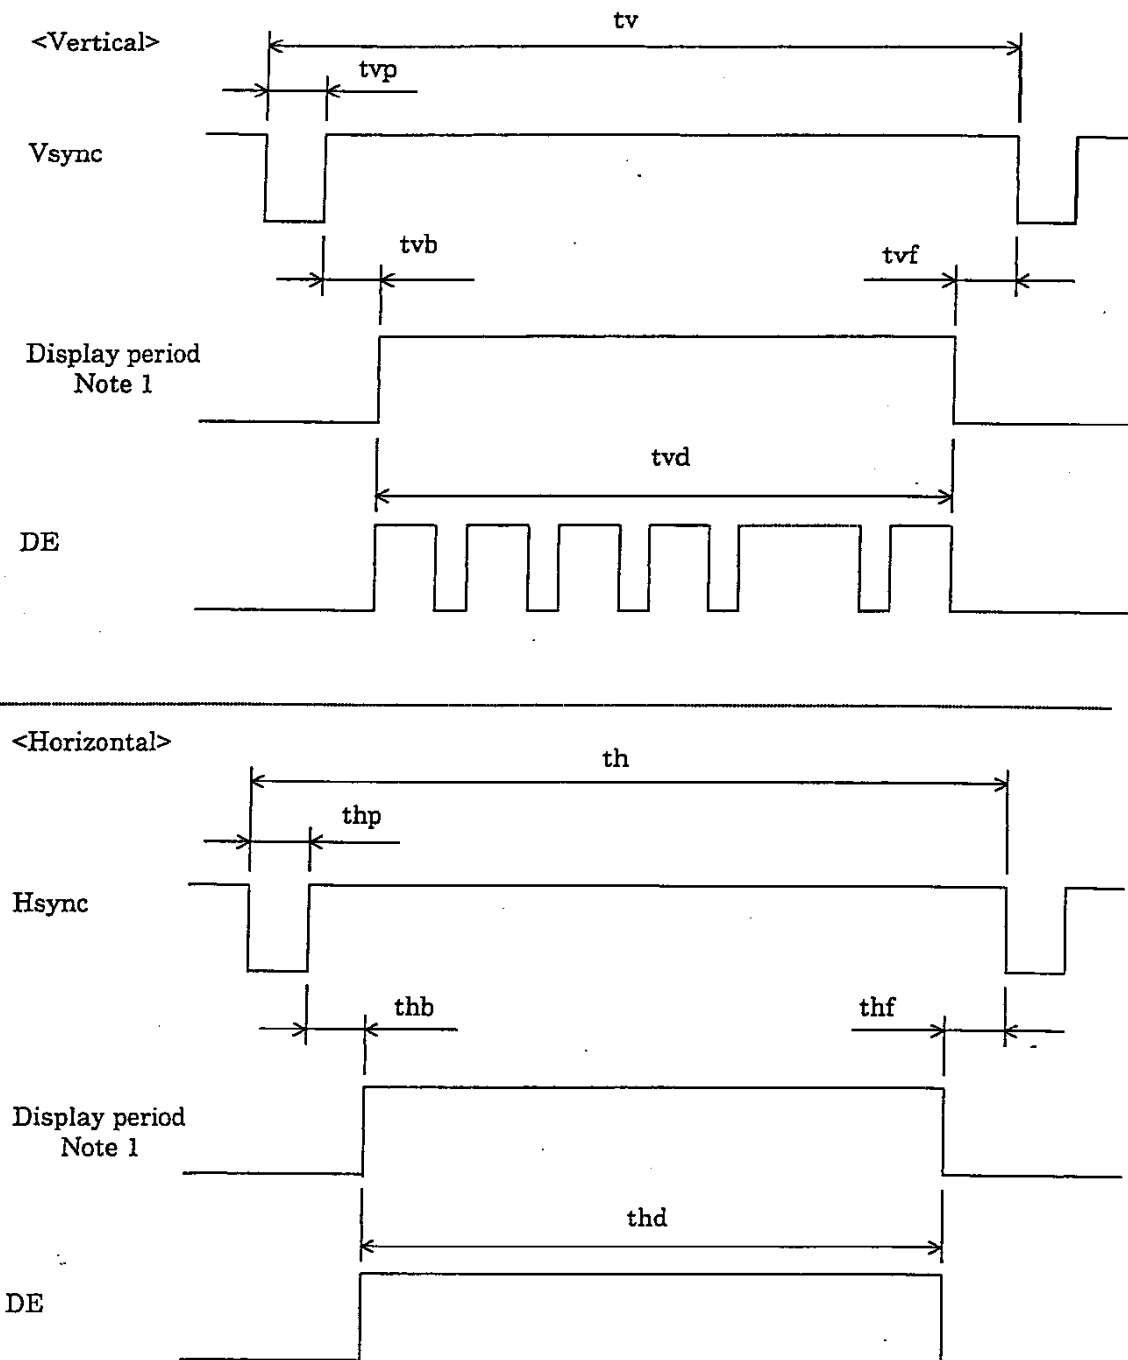 tv
<Vertical>
tvp
Vsync
tvb
tvf
Display period
Note 1
tvd
DE
<Horizontal>
th
thp
Hsync
thb
thf
Display period
Note 1
thd
DE